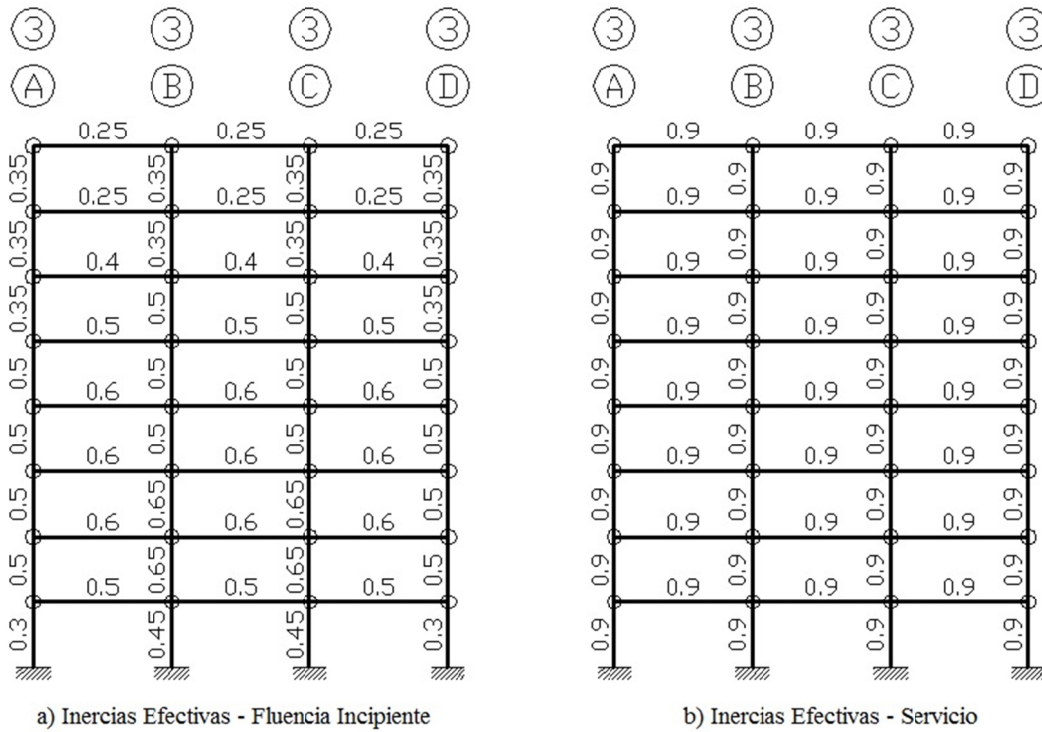 3 3 3 3
A B C D
0.25 0.25 0.25
0.35 0.35 0.35 0.35
0.25 0.25 0.25
0.35 0.35 0.35 0.35
0.4 0.4 0.4
0.35 0.5 0.5 0.35
0.5 0.5 0.5
0.5 0.5 0.5 0.5
0.6 0.6 0.6
0.5 0.5 0.5 0.5
0.6 0.6 0.6
0.5 0.65 0.65 0.5
0.6 0.6 0.6
0.5 0.65 0.65 0.5
0.5 0.5 0.5
0.3 0.45 0.45 0.3
a) Inercias Efectivas - Fluencia Incipiente
3 3 3 3
A B C D
0.9 0.9 0.9
0.9 0.9 0.9 0.9
0.9 0.9 0.9
0.9 0.9 0.9 0.9
0.9 0.9 0.9
0.9 0.9 0.9 0.9
0.9 0.9 0.9
0.9 0.9 0.9 0.9
0.9 0.9 0.9
0.9 0.9 0.9 0.9
0.9 0.9 0.9
0.9 0.9 0.9 0.9
0.9 0.9 0.9
0.9 0.9 0.9 0.9
0.9 0.9 0.9
0.9 0.9 0.9 0.9
b) Inercias Efectivas - Servicio